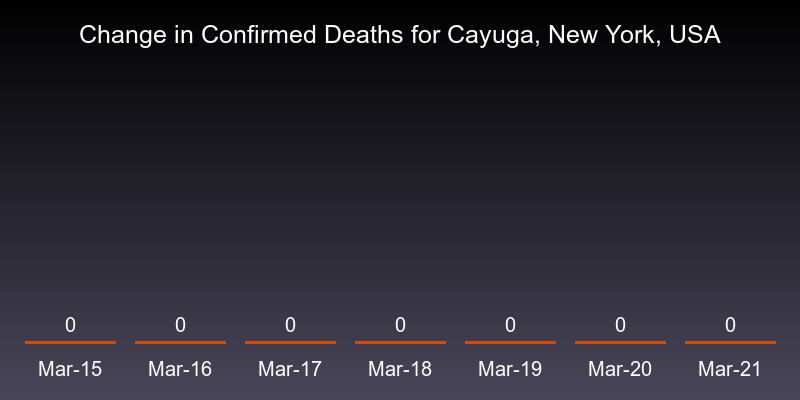 Change in Confirmed Deaths for Cayuga, New York, USA
0 0 0 0 0 0 0
Mar-15 Mar-16 Mar-17 Mar-18 Mar-19 Mar-20 Mar-21